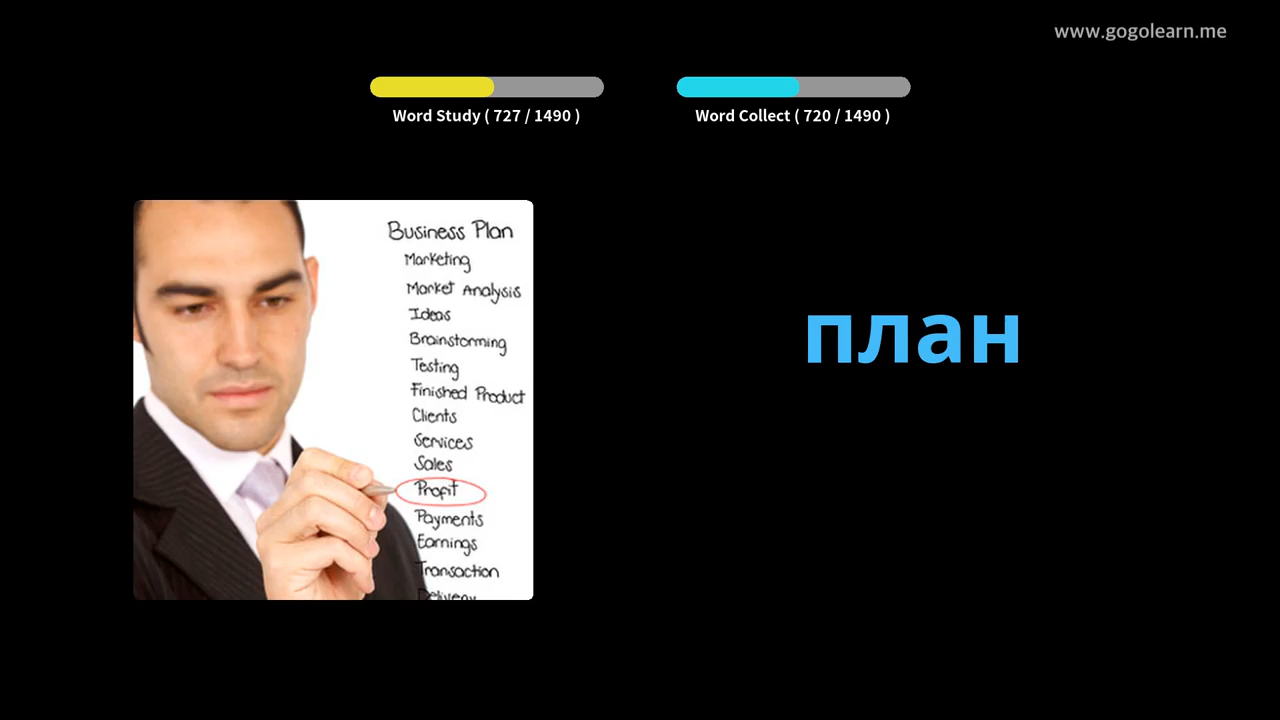 www.gogolearn.me
Word Study ( 727 / 1490 )
Word Collect ( 720 / 1490 )
Business Plan
Marketing
Market Analysis
Ideas
Brainstorming
Testing
Finished Product
Clients
Services
Sales
Profit
Payments
Earnings
Transaction
Delivery
план